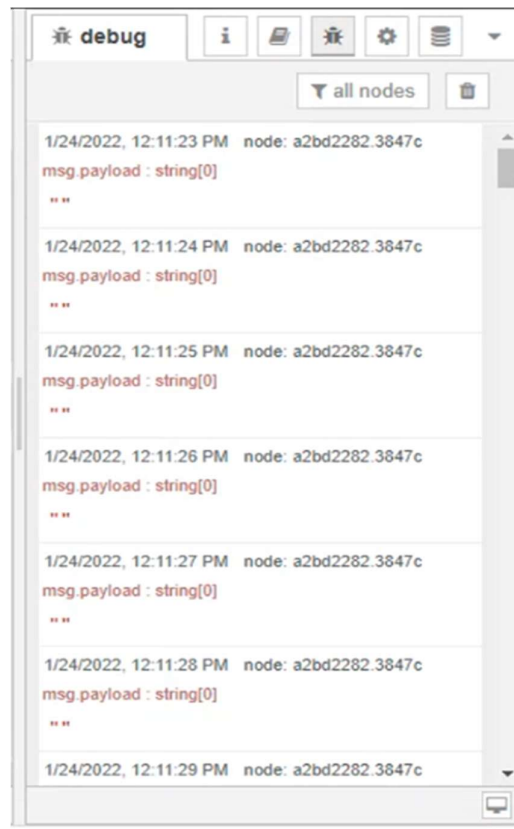 debug
all nodes
1/24/2022, 12:11:23 PM node: a2bd2282.3847c
msg.payload : string[0]
""
1/24/2022, 12:11:24 PM node: a2bd2282.3847c
msg.payload : string[0]
""
1/24/2022, 12:11:25 PM node: a2bd2282.3847c
msg.payload : string[0]
""
1/24/2022, 12:11:26 PM node: a2bd2282.3847c
msg.payload : string[0]
""
1/24/2022, 12:11:27 PM node: a2bd2282.3847c
msg.payload : string[0]
""
1/24/2022, 12:11:28 PM node: a2bd2282.3847c
msg.payload : string[0]
""
1/24/2022, 12:11:29 PM node: a2bd2282.3847c